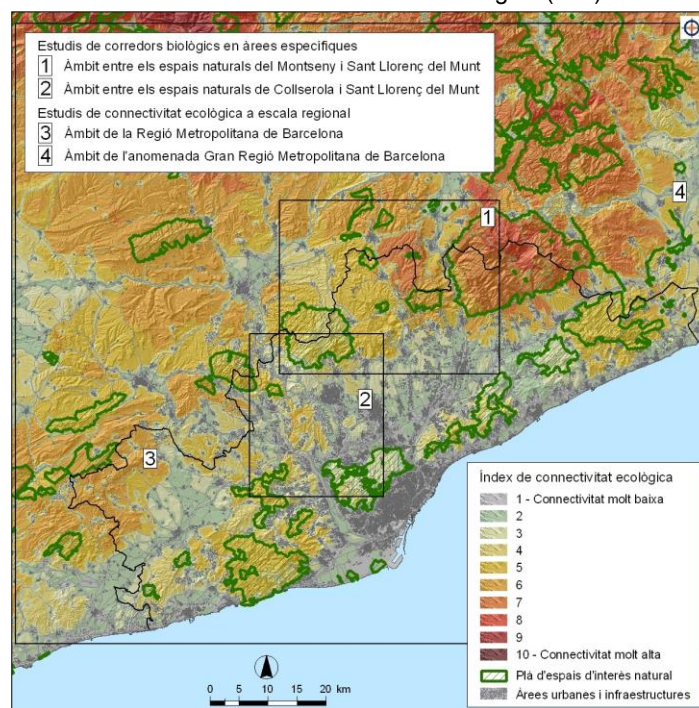 Estudis de corredors biològics en àrees específiques
1 Àmbit entre els espais naturals del Montseny i Sant Llorenç del Munt
2 Àmbit entre els espais naturals de Collserola i Sant Llorenç del Munt
Estudis de connectivitat ecològica a escala regional
3 Àmbit de la Regió Metropolitana de Barcelona
4 Àmbit de l'anomenada Gran Regió Metropolitana de Barcelona
1
4
2
3
Índex de connectivitat ecològica
1 - Connectivitat molt baixa
2
3
4
5
6
7
8
9
10 - Connectivitat molt alta
Plà d'espais d'interès natural
Àrees urbanes i infraestructures
0 5 10 15 20 km